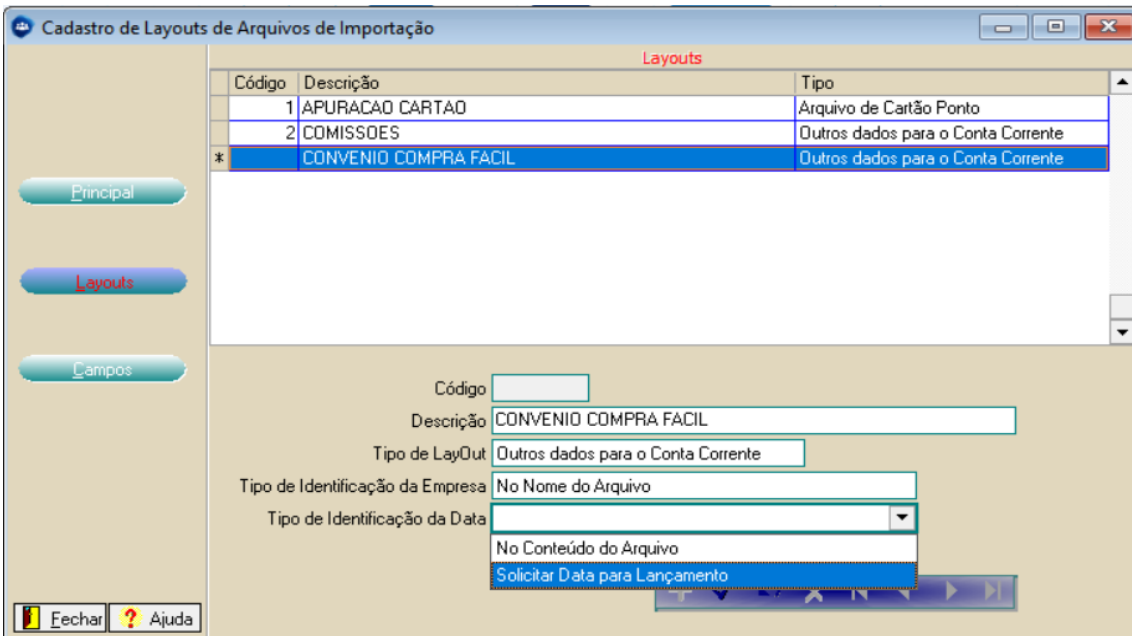 Cadastro de Layouts de Arquivos de Importação
Layouts
Código Descrição Tipo
1 APURACAO CARTAO Arquivo de Cartão Ponto
2 COMISSOES Outros dados para o Conta Corrente
* CONVENIO COMPRA FACIL Outros dados para o Conta Corrente
Principal
Layouts
Campos
Código
Descrição CONVENIO COMPRA FACIL
Tipo de LayOut Outros dados para o Conta Corrente
Tipo de Identificação da Empresa No Nome do Arquivo
Tipo de Identificação da Data
No Conteúdo do Arquivo
Solicitar Data para Lançamento
Fechar ? Ajuda